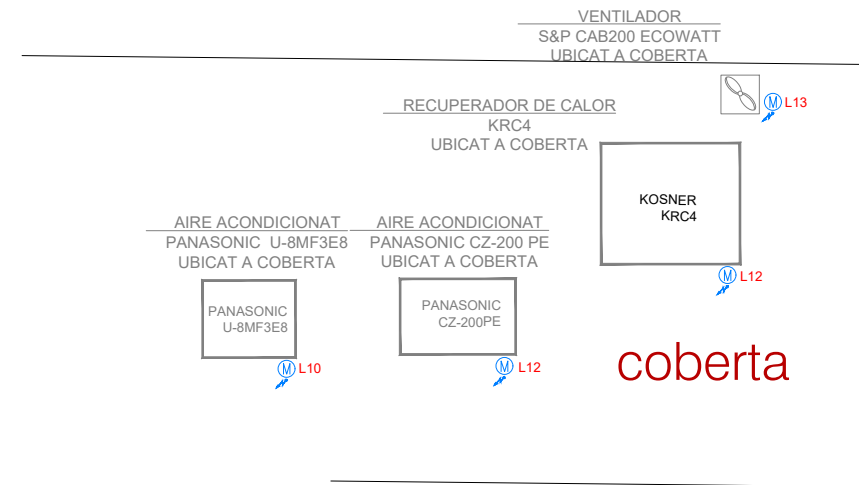 VENTILADOR
S&P CAB200 ECOWATT
UBICAT A COBERTA
M L13
RECUPERADOR DE CALOR
KRC4
UBICAT A COBERTA
KOSNER
KRC4
M L12
AIRE ACONDICIONAT
PANASONIC U-8MF3E8
UBICAT A COBERTA
PANASONIC
U-8MF3E8
M L10
AIRE ACONDICIONAT
PANASONIC CZ-200 PE
UBICAT A COBERTA
PANASONIC
CZ-200PE
M L12
coberta